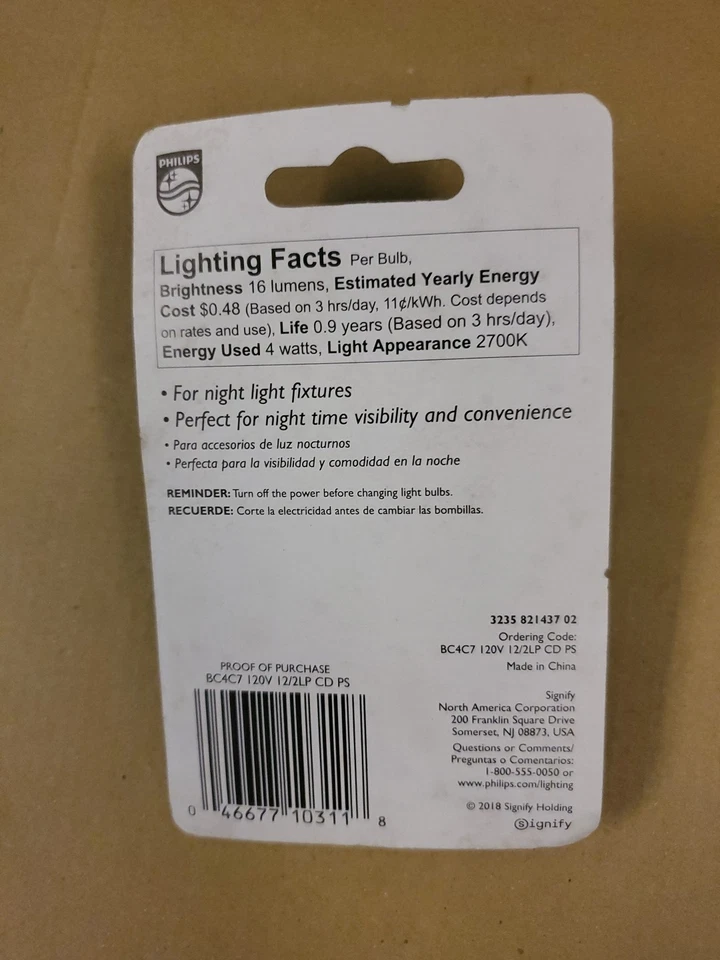 PHILIPS
Lighting Facts Per Bulb,
Brightness 16 lumens, Estimated Yearly Energy
Cost $0.48 (Based on 3 hrs/day, 11¢/kWh. Cost depends
on rates and use), Life 0.9 years (Based on 3 hrs/day),
Energy Used 4 watts, Light Appearance 2700K
• For night light fixtures
• Perfect for night time visibility and convenience
• Para accesorios de luz nocturnos
• Perfecta para la visibilidad y comodidad en la noche
REMINDER: Turn off the power before changing light bulbs.
RECUERDE: Corte la electricidad antes de cambiar las bombillas.
3235 821437 02
Ordering Code:
BC4C7 120V 12/2LP CD PS
Made in China
PROOF OF PURCHASE
BC4C7 120V 12/2LP CD PS
0 46677 10311 8
Signify
North America Corporation
200 Franklin Square Drive
Somerset, NJ 08873, USA
Questions or Comments/
Preguntas o Comentarios:
1-800-555-0050 or
www.philips.com/lighting
© 2018 Signify Holding
Signify